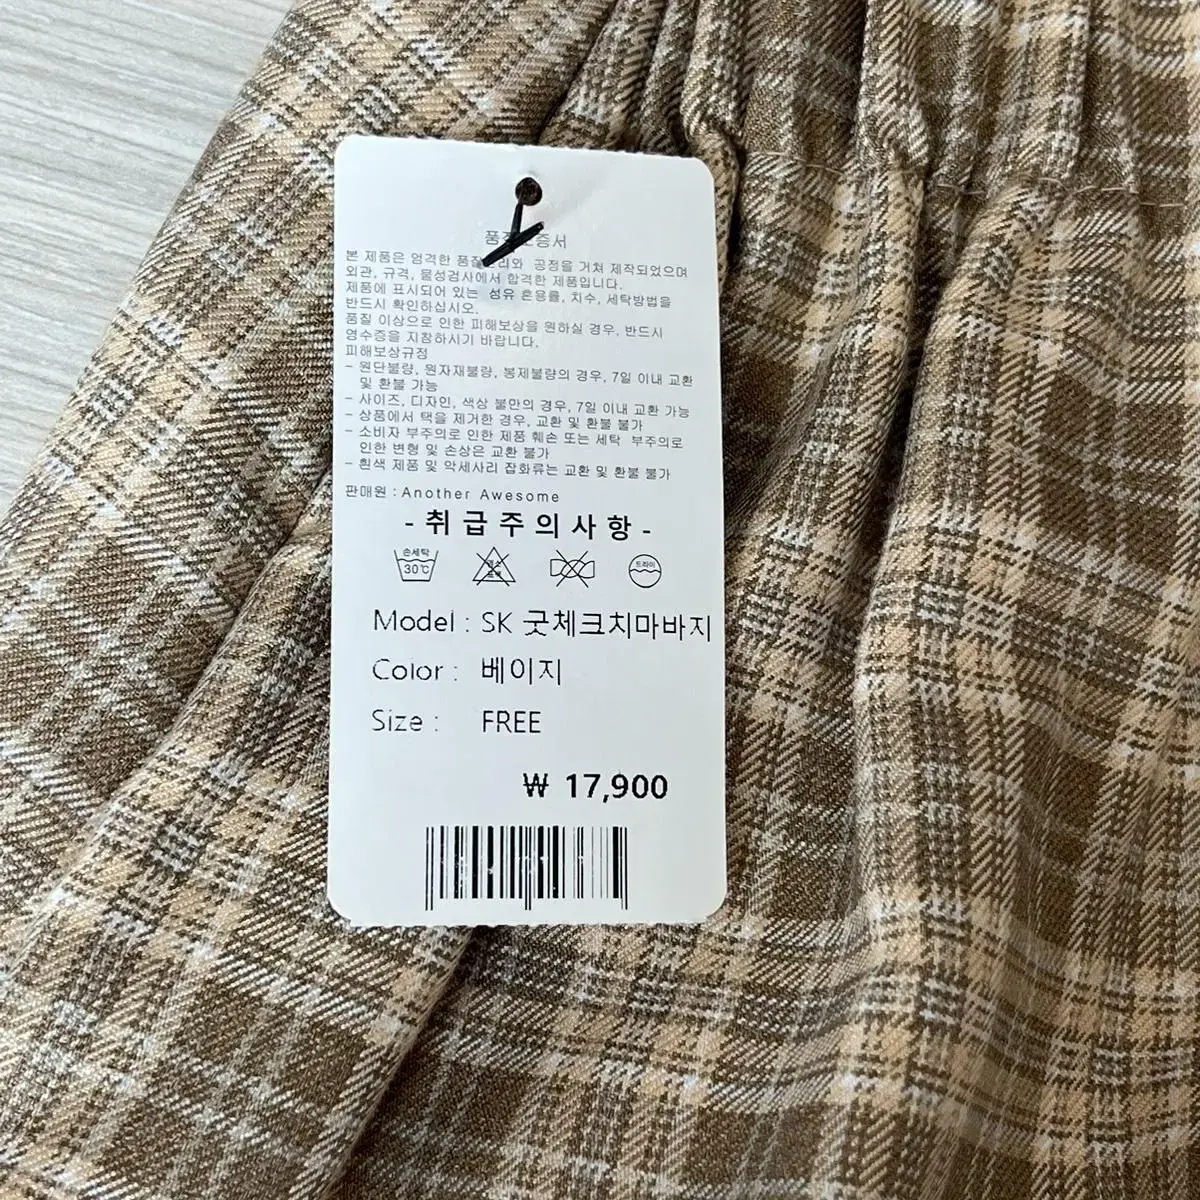 본 제품은 엄격한 품질관리와 공정을 거쳐 제작되었으며
외관, 규격, 물성검사에서 합격한 제품입니다.
제품에 표시되어 있는 섬유 혼용률, 치수, 세탁방법을
반드시 확인하십시오.
품질 이상으로 인한 피해보상을 원하실 경우, 반드시
영수증을 지참하시기 바랍니다.
피해보상규정
- 원단불량, 원자재불량, 봉제불량의 경우, 7일 이내 교환
및 환불 가능
- 사이즈, 디자인, 색상 불만의 경우, 7일 이내 교환 가능
- 상품에서 택을 제거한 경우, 교환 및 환불 불가
- 소비자 부주의로 인한 제품 훼손 또는 세탁 부주의로
인한 변형 및 손상은 교환 불가
- 흰색 제품 및 악세사리 잡화류는 교환 및 환불 불가
판매원 : Another Awesome
- 취급주의사항 -
손세탁
30℃
드라이
Model : SK 굿체크치마바지
Color : 베이지
Size : FREE
₩ 17,900